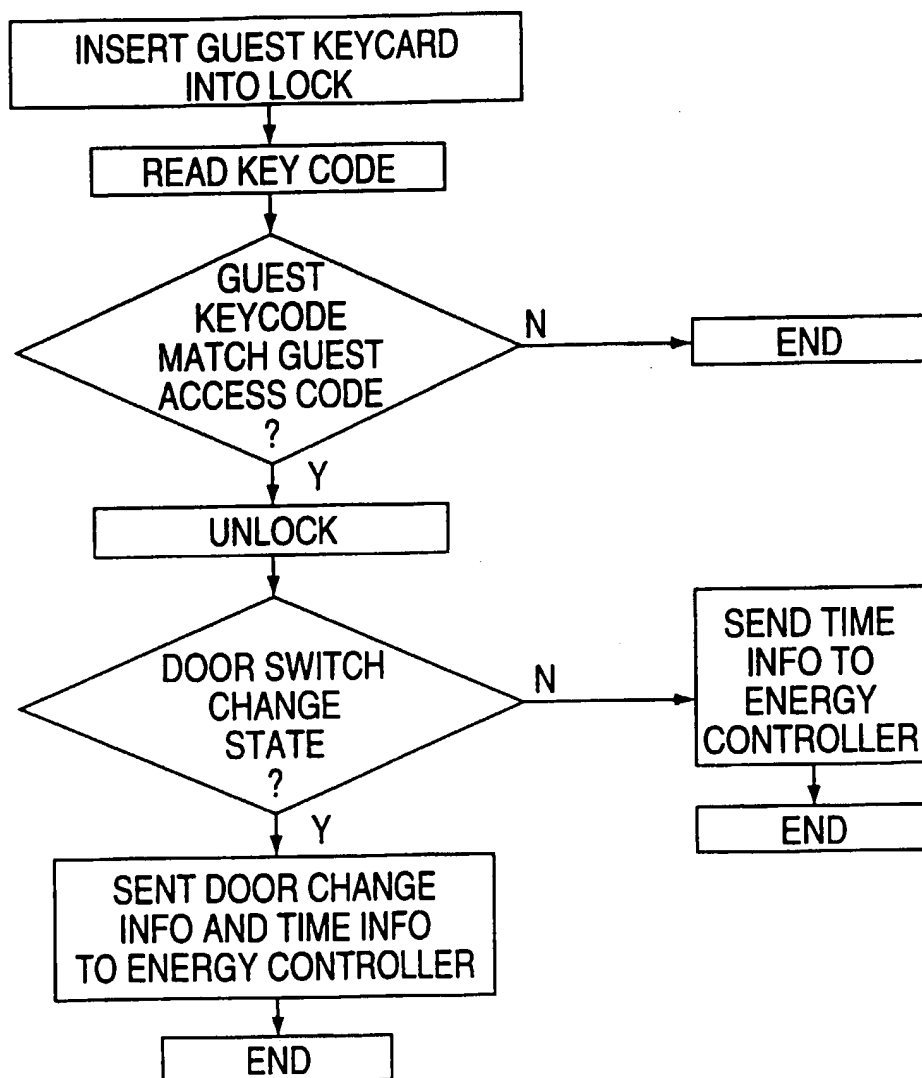 INSERT GUEST KEYCARD
INTO LOCK
READ KEY CODE
GUEST
KEYCODE
MATCH GUEST
ACCESS CODE
?
N
END
Y
UNLOCK
DOOR SWITCH
CHANGE
STATE
?
N
SEND TIME
INFO TO
ENERGY
CONTROLLER
END
Y
SENT DOOR CHANGE
INFO AND TIME INFO
TO ENERGY CONTROLLER
END